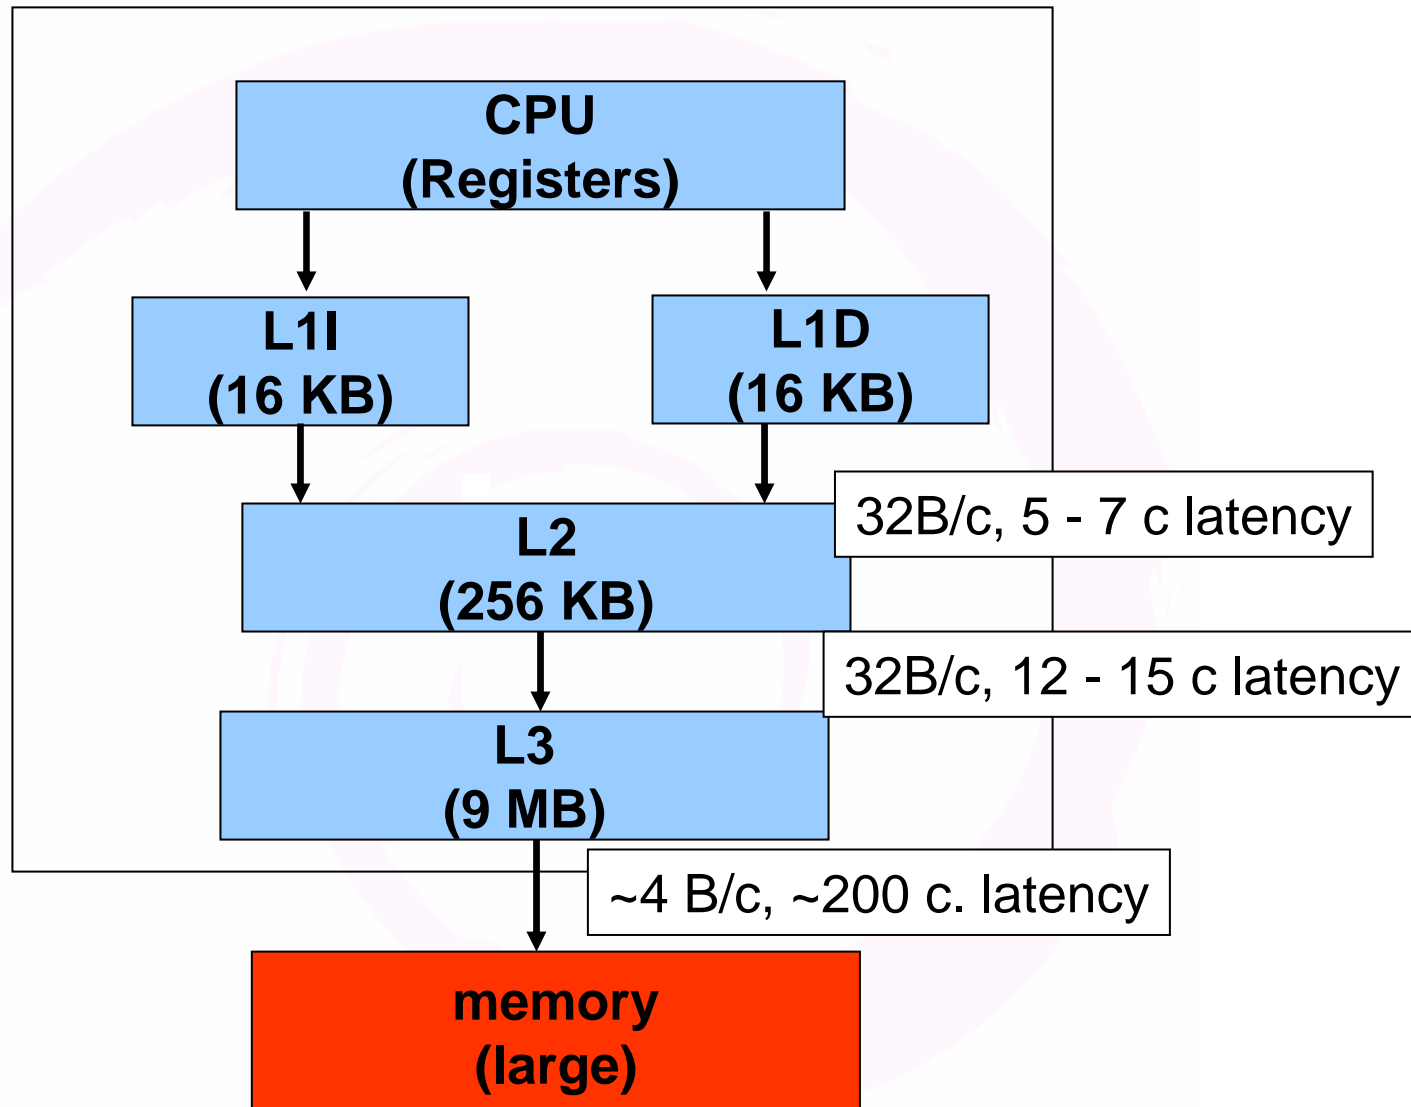 CPU
(Registers)
L1I
(16 KB)
L1D
(16 KB)
32B/c, 5 - 7 c latency
L2
(256 KB)
32B/c, 12 - 15 c latency
L3
(9 MB)
~4 B/c, ~200 c. latency
memory
(large)